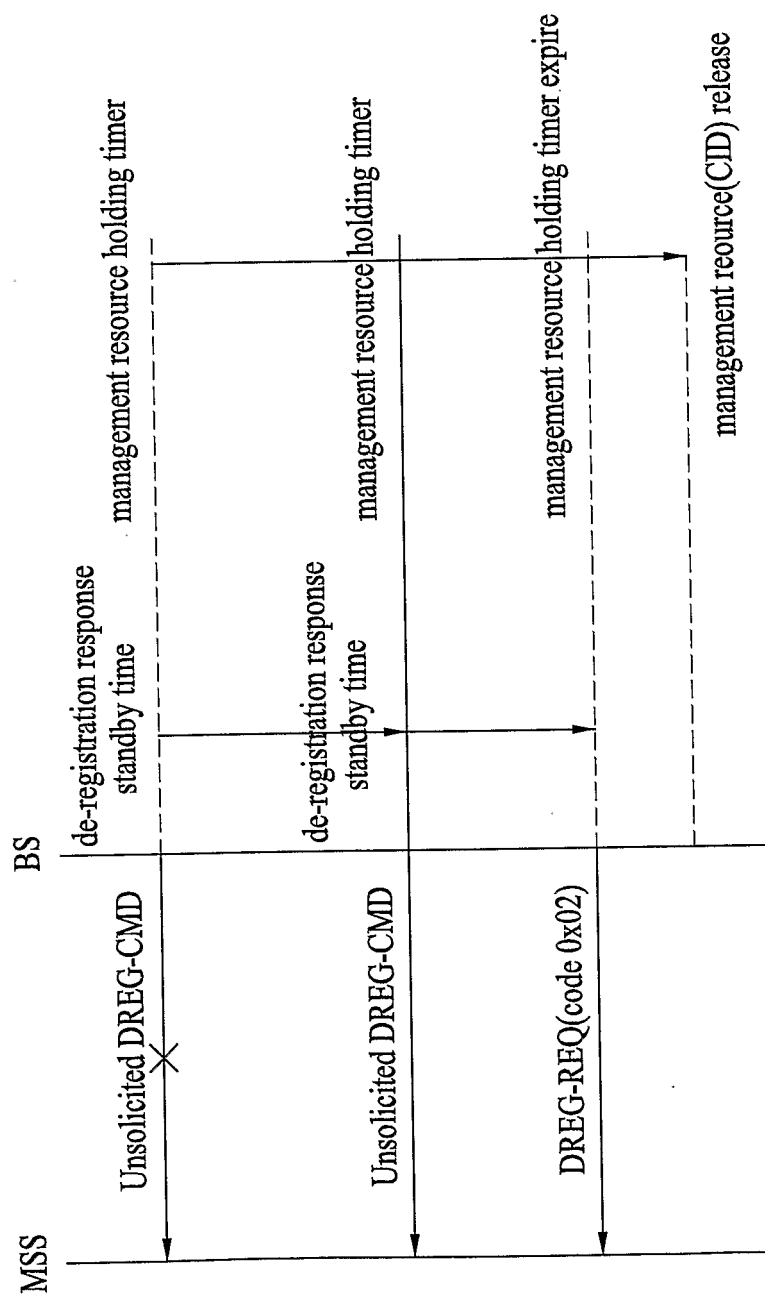 MSS
BS
Unsolicited DREG-CMD
de-registration response
standby time
management resource holding timer
Unsolicited DREG-CMD
de-registration response
standby time
management resource holding timer
DREG-REQ(code 0x02)
management resource holding timer expire
management reource(CID) release